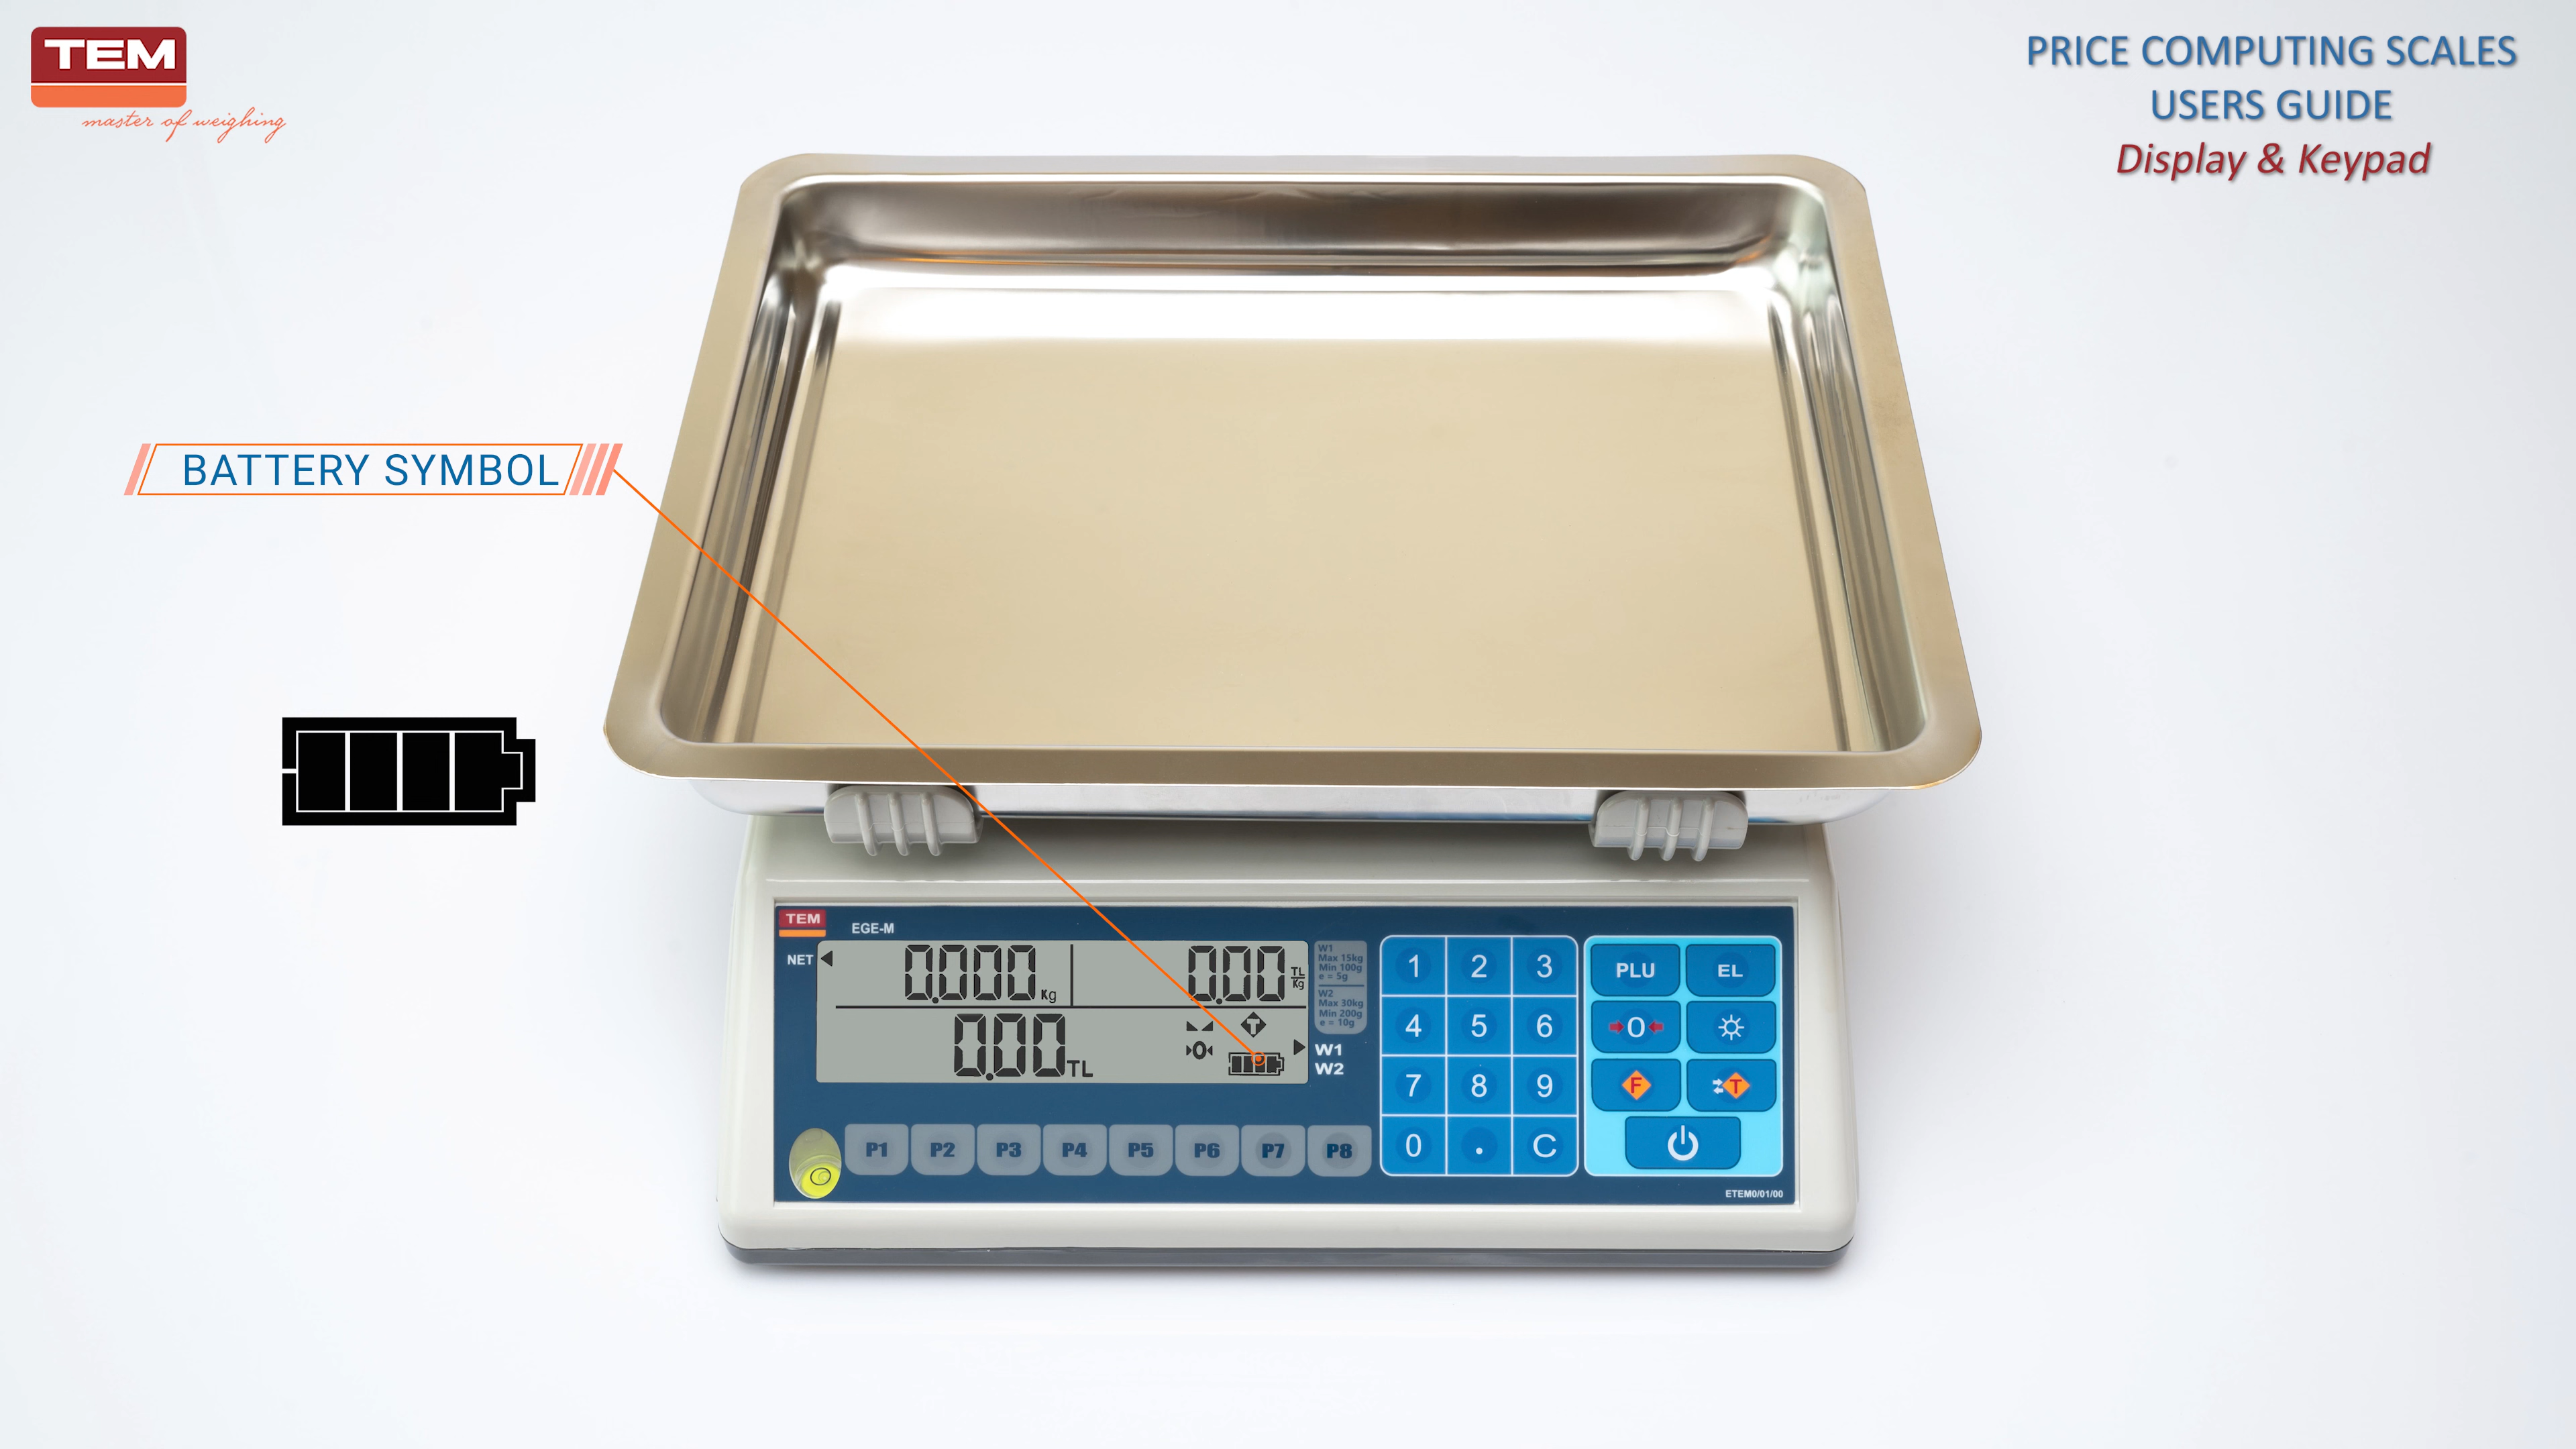 TEM
master of weighing
PRICE COMPUTING SCALES
USERS GUIDE
Display & Keypad
BATTERY SYMBOL
TEM
EGE-M
NET
0.000 Kg
0.00 TL/Kg
0.00 TL
T
0
W1
Max 15kg
Min 100g
e = 5g
W2
Max 30kg
Min 200g
e = 10g
W1
W2
P1 P2 P3 P4 P5 P6 P7 P8
1 2 3
4 5 6
7 8 9
0 . C
PLU EL
0
F T
ETEM0/01/00